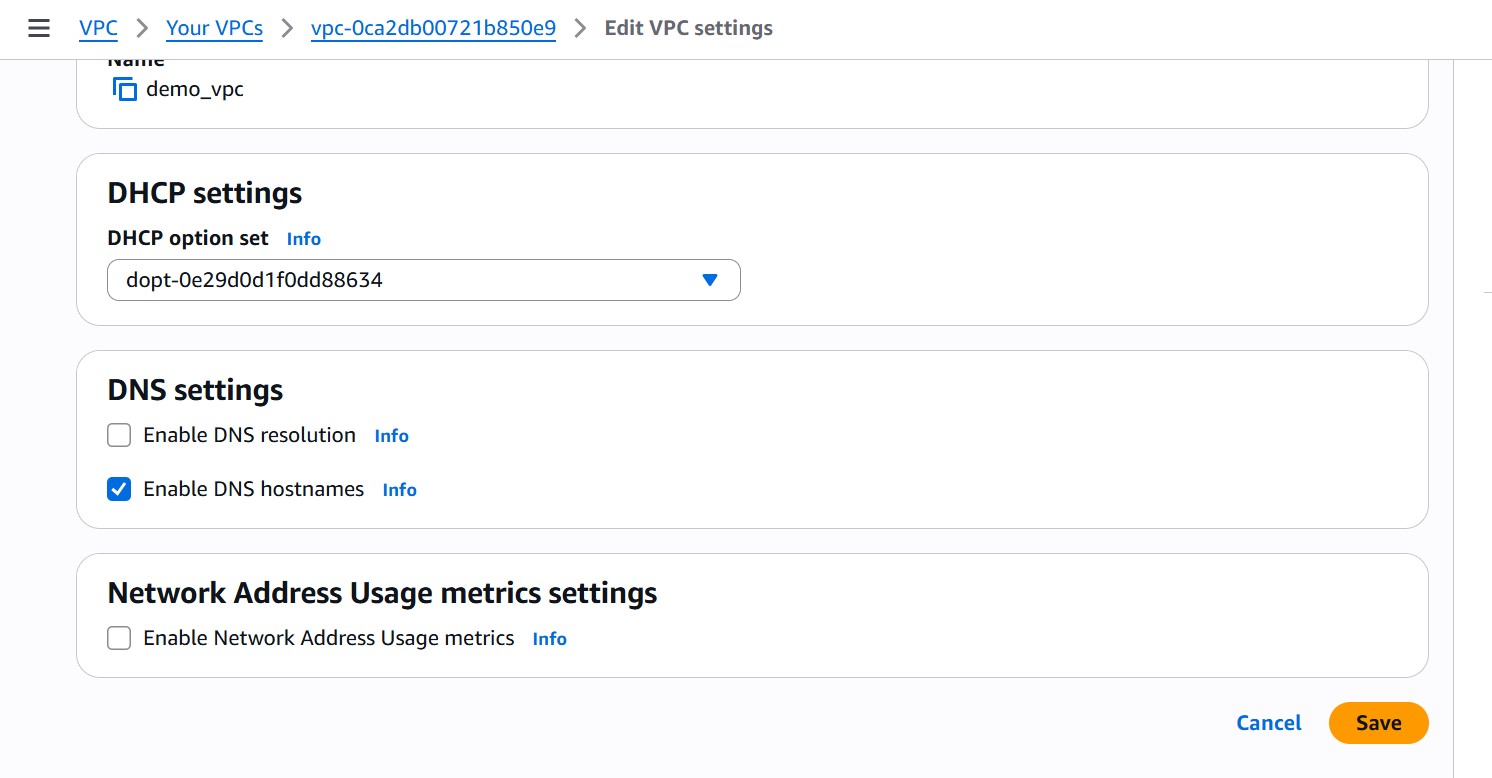 VPC > Your VPCs > vpc-0ca2db00721b850e9 > Edit VPC settings
Name
demo_vpc
DHCP settings
DHCP option set Info
dopt-0e29d0d1f0dd88634
DNS settings
Enable DNS resolution Info
Enable DNS hostnames Info
Network Address Usage metrics settings
Enable Network Address Usage metrics Info
Cancel Save